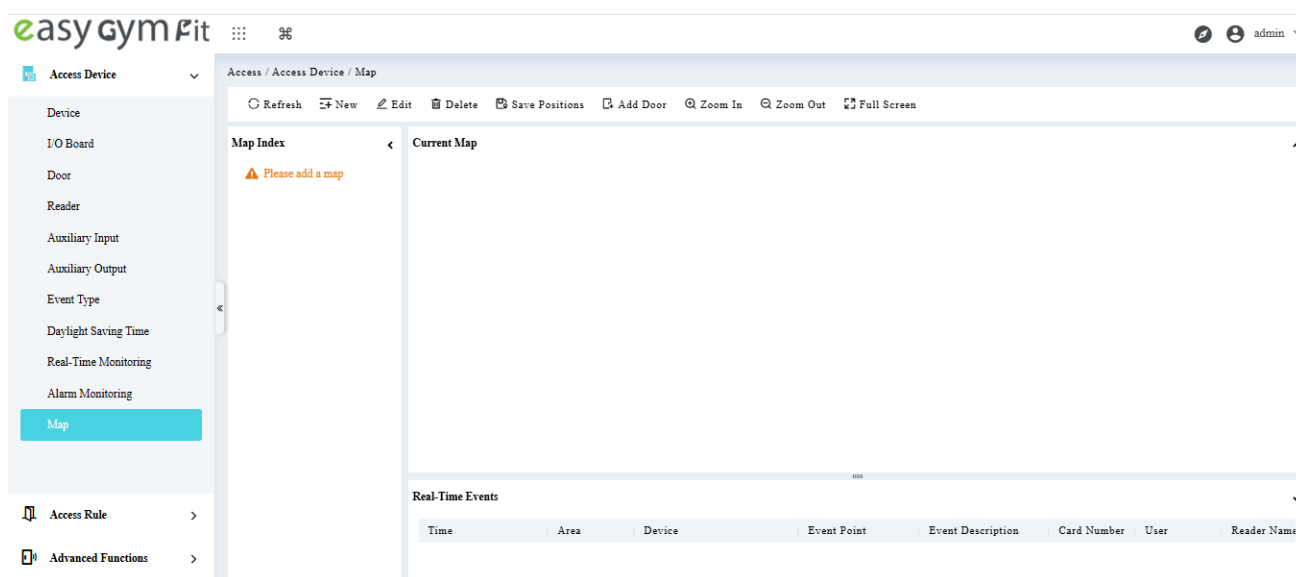 easy Gym Fit
admin
Access Device
Device
I/O Board
Door
Reader
Auxiliary Input
Auxiliary Output
Event Type
Daylight Saving Time
Real-Time Monitoring
Alarm Monitoring
Map
Access Rule
Advanced Functions
Access / Access Device / Map
Refresh New Edit Delete Save Positions Add Door Zoom In Zoom Out Full Screen
Map Index
Please add a map
Current Map
Real-Time Events
Time Area Device Event Point Event Description Card Number User Reader Name